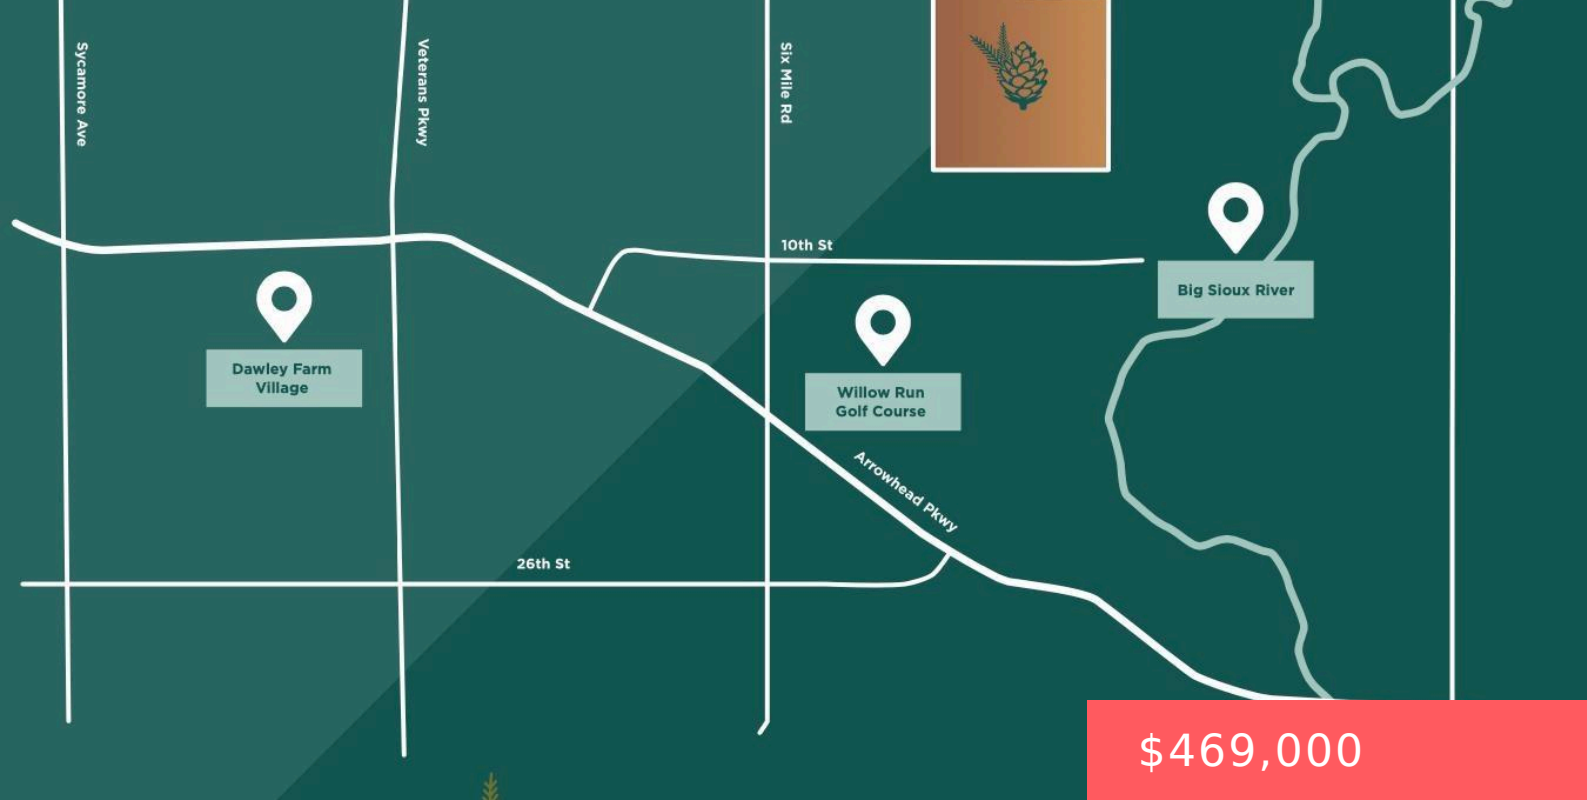 Sycamore Ave
Veterans Pkwy
Six Mile Rd
10th St
Big Sioux River
Dawley Farm
Village
Willow Run
Golf Course
Arrowhead Pkwy
26th St
$469,000